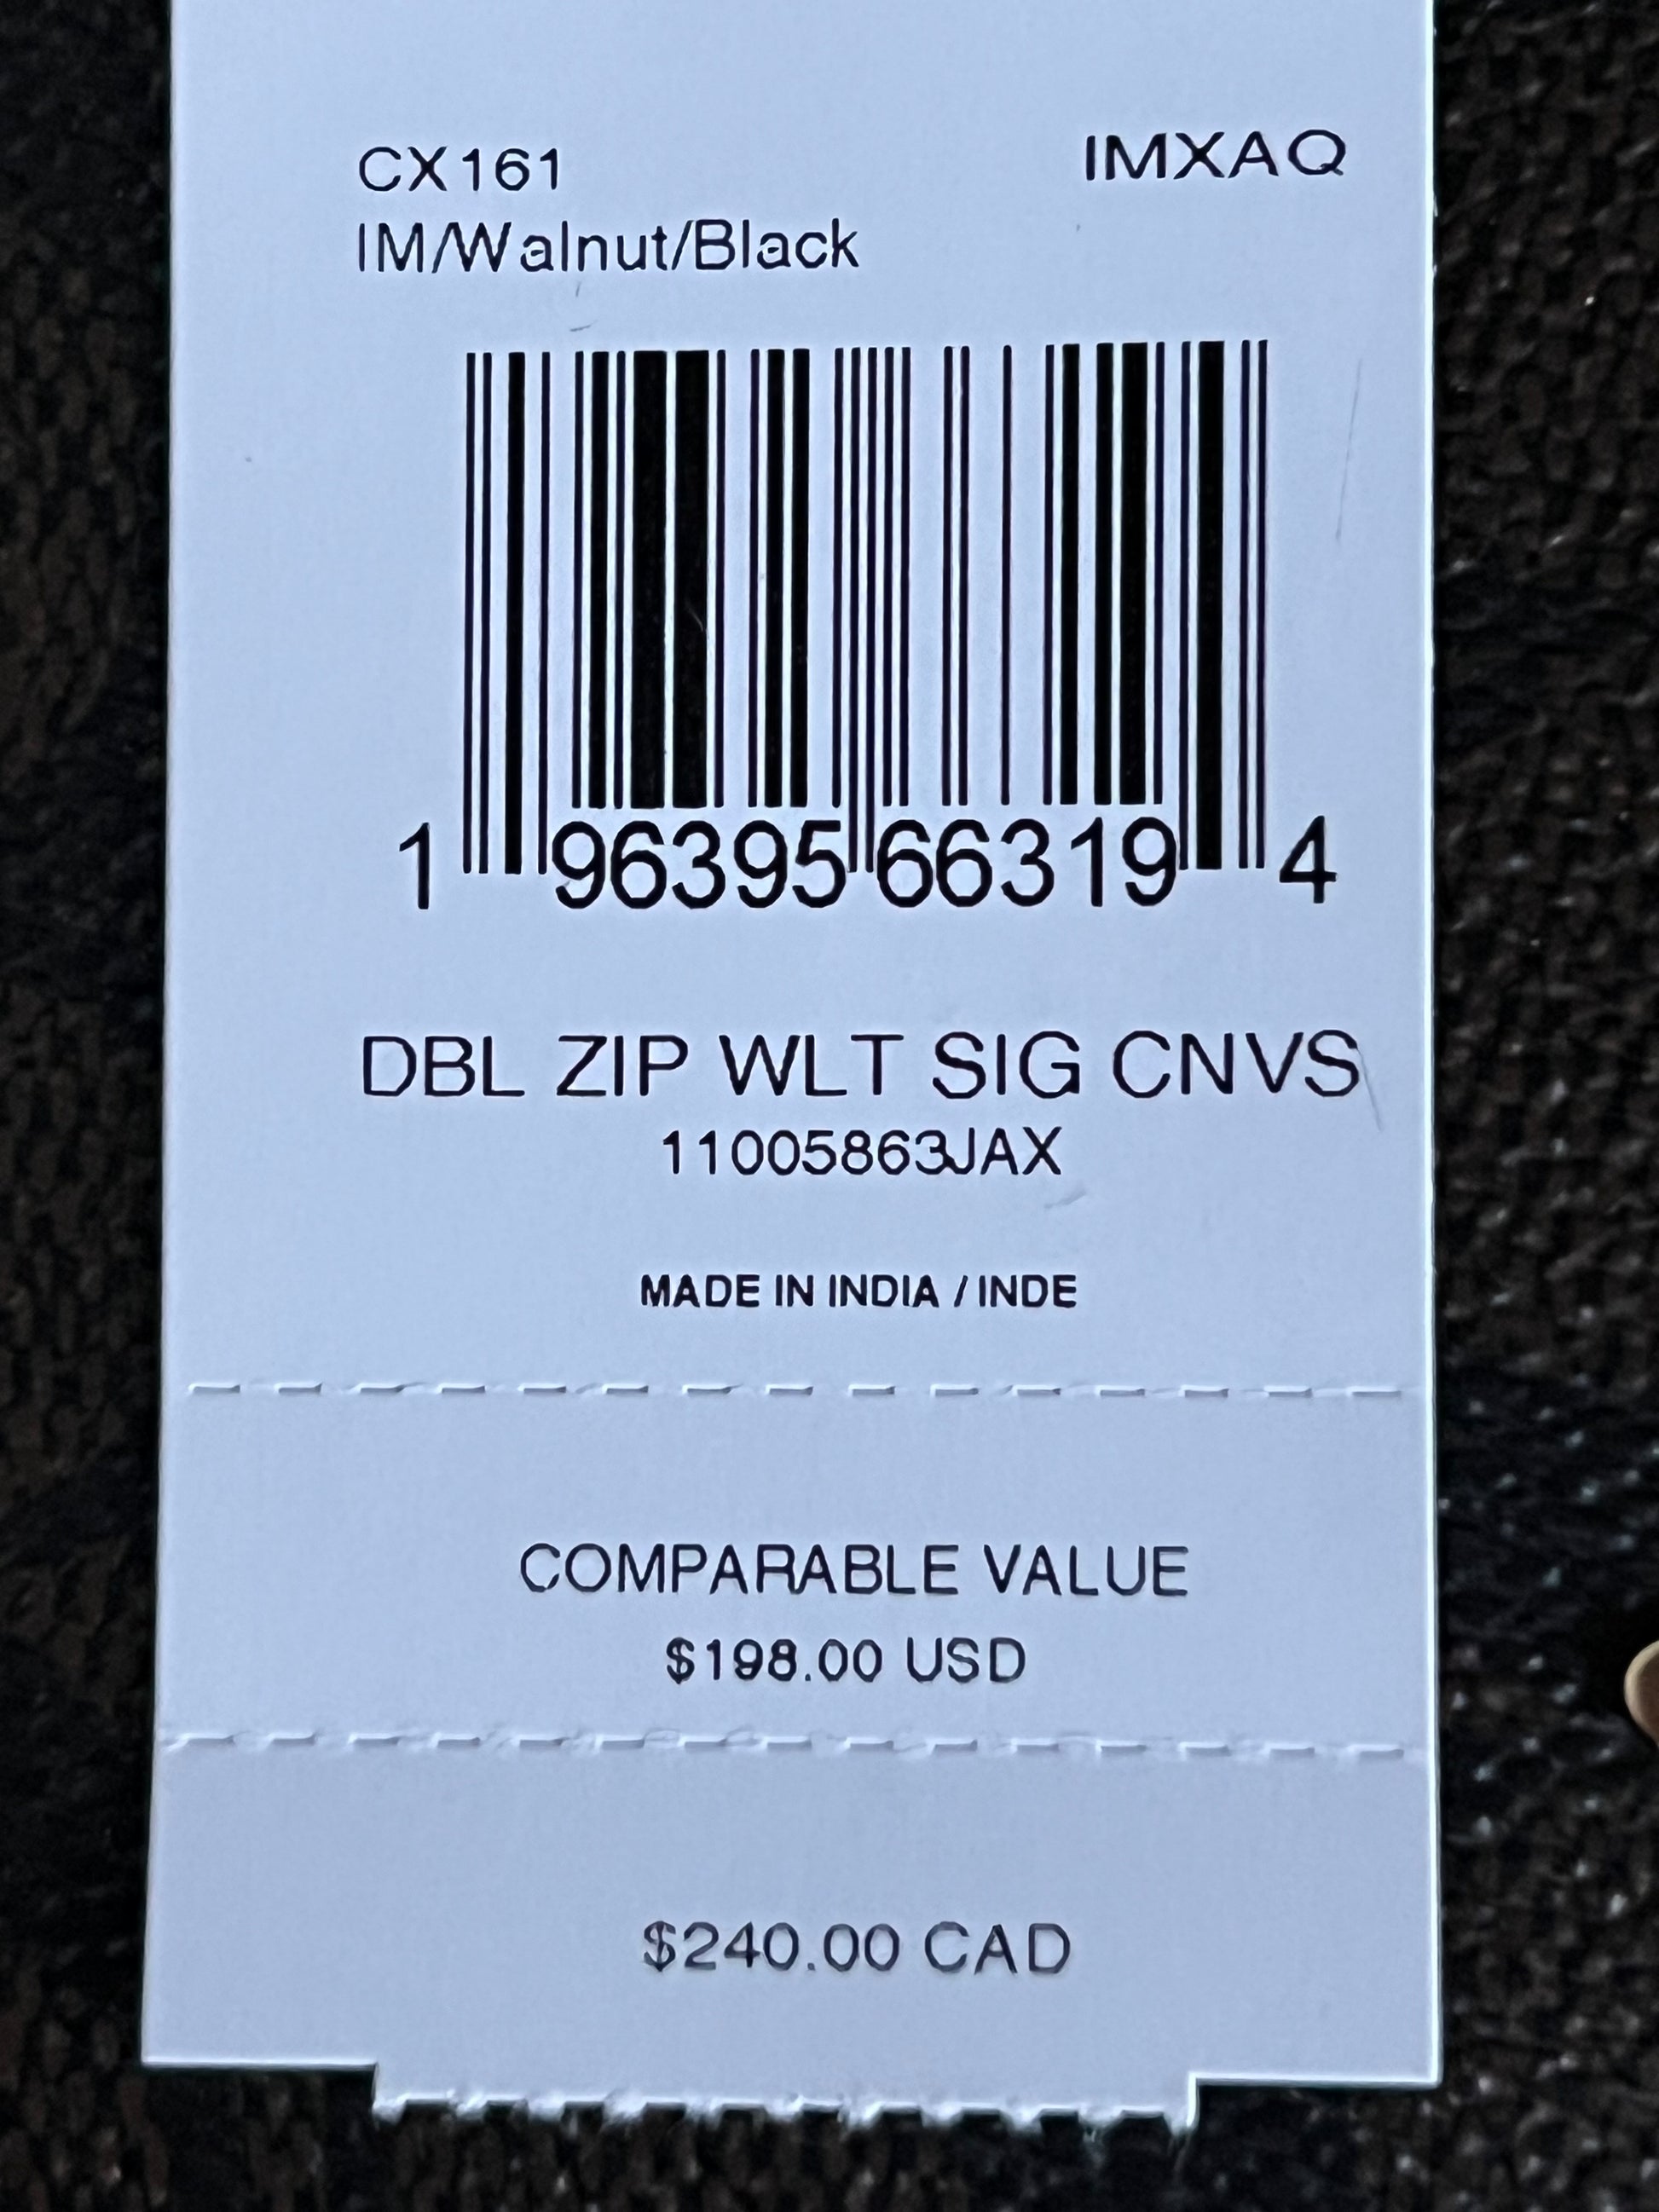 CX161 IMXAQ
IM/Walnut/Black
1 96395 66319 4
DBL ZIP WLT SIG CNVS
11005863JAX
MADE IN INDIA / INDE
COMPARABLE VALUE
$198.00 USD
$240.00 CAD